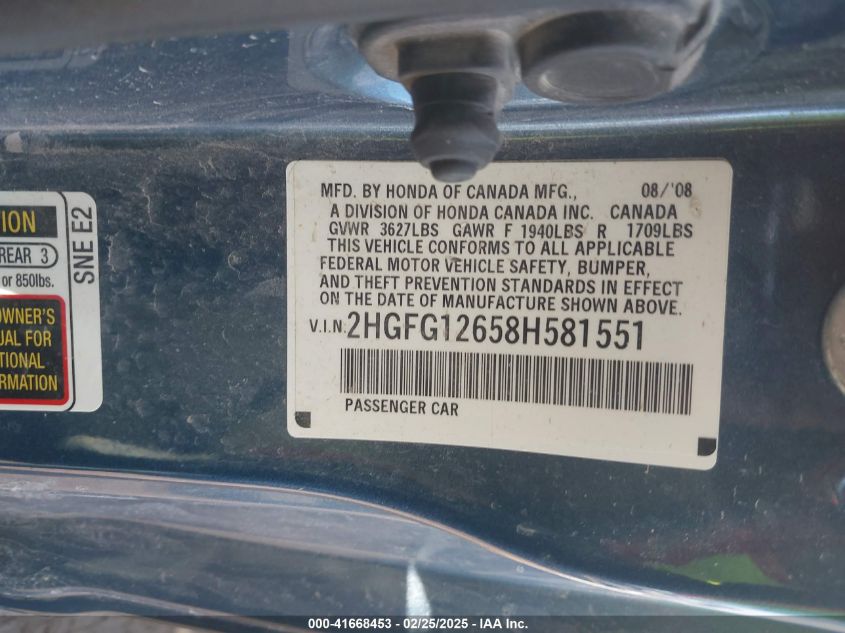 TION
REAR 3
or 850lbs.
OWNER'S
UAL FOR
TIONAL
ORMATION
SNE E2
MFD. BY HONDA OF CANADA MFG., 08/'08
A DIVISION OF HONDA CANADA INC. CANADA
GVWR 3627LBS GAWR F 1940LBS R 1709LBS
THIS VEHICLE CONFORMS TO ALL APPLICABLE
FEDERAL MOTOR VEHICLE SAFETY, BUMPER,
AND THEFT PREVENTION STANDARDS IN EFFECT
ON THE DATE OF MANUFACTURE SHOWN ABOVE.
V.I.N. 2HGFG12658H581551
PASSENGER CAR
000-41668453 - 02/25/2025 - IAA Inc.